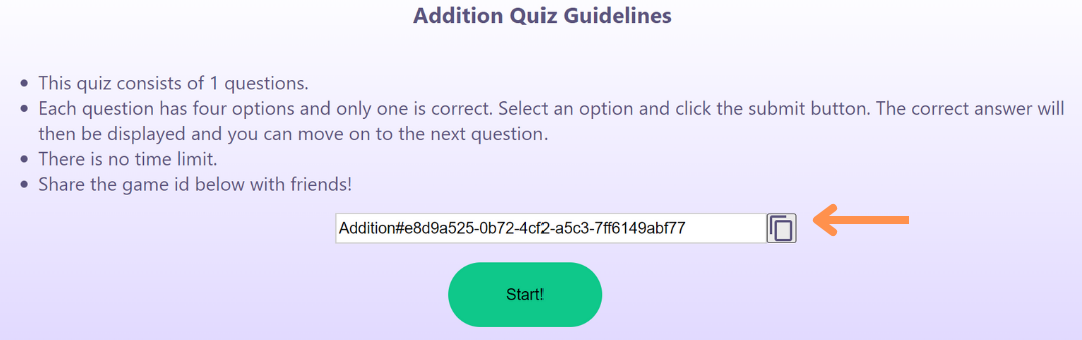 Addition Quiz Guidelines
This quiz consists of 1 questions.
Each question has four options and only one is correct. Select an option and click the submit button. The correct answer will
then be displayed and you can move on to the next question.
There is no time limit.
Share the game id below with friends!
Addition#e8d9a525-0b72-4cf2-a5c3-7ff6149abf77
Start!